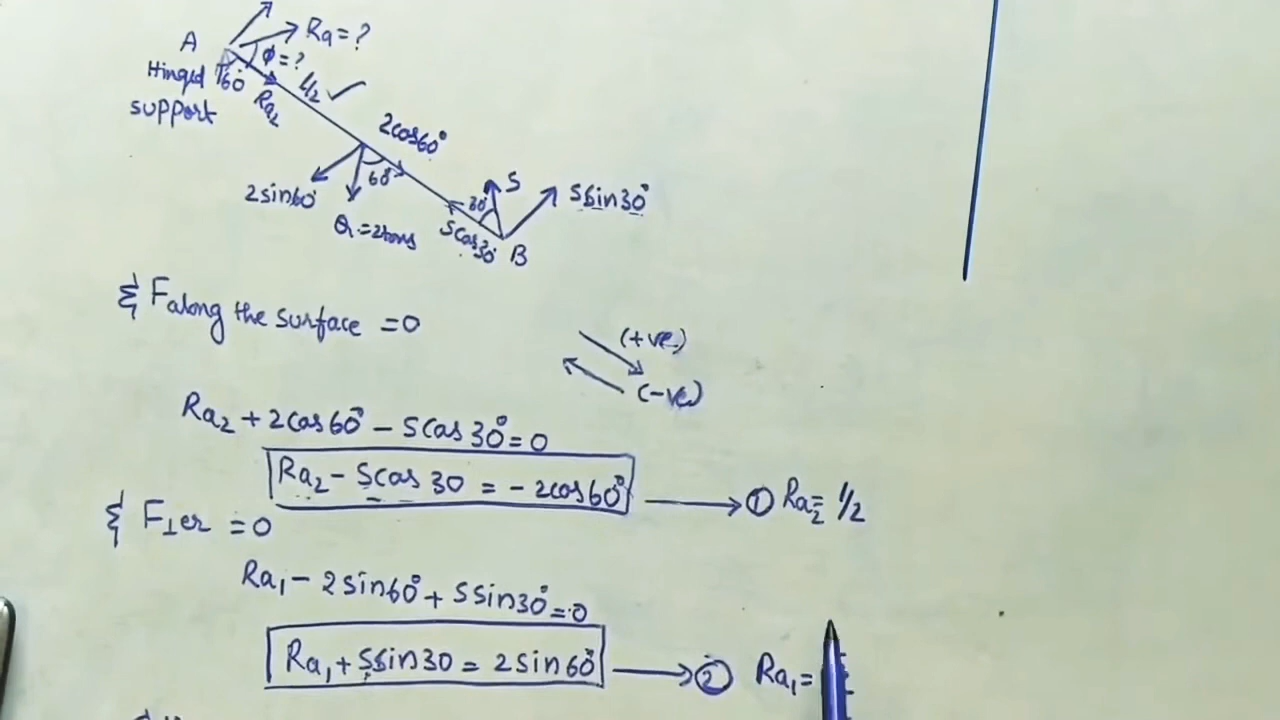 A
Ra = ?
Hinged
support
60°
ϕ = ?
Ra₂
L/2 ✓
2cos60°
2sin60°
60°
Q = 2tons
30°
S
Ssin30°
Scos30°
B
Σ F along the surface = 0
(+ve)
(-ve)
Ra₂ + 2cos60° - Scos30° = 0
Ra₂ - Scos 30 = - 2cos60° → ① Ra₂ = 1/2
Σ F⊥er = 0
Ra₁ - 2sin60° + Ssin30° = 0
Ra₁ + Ssin30 = 2sin60° → ② Ra₁ =